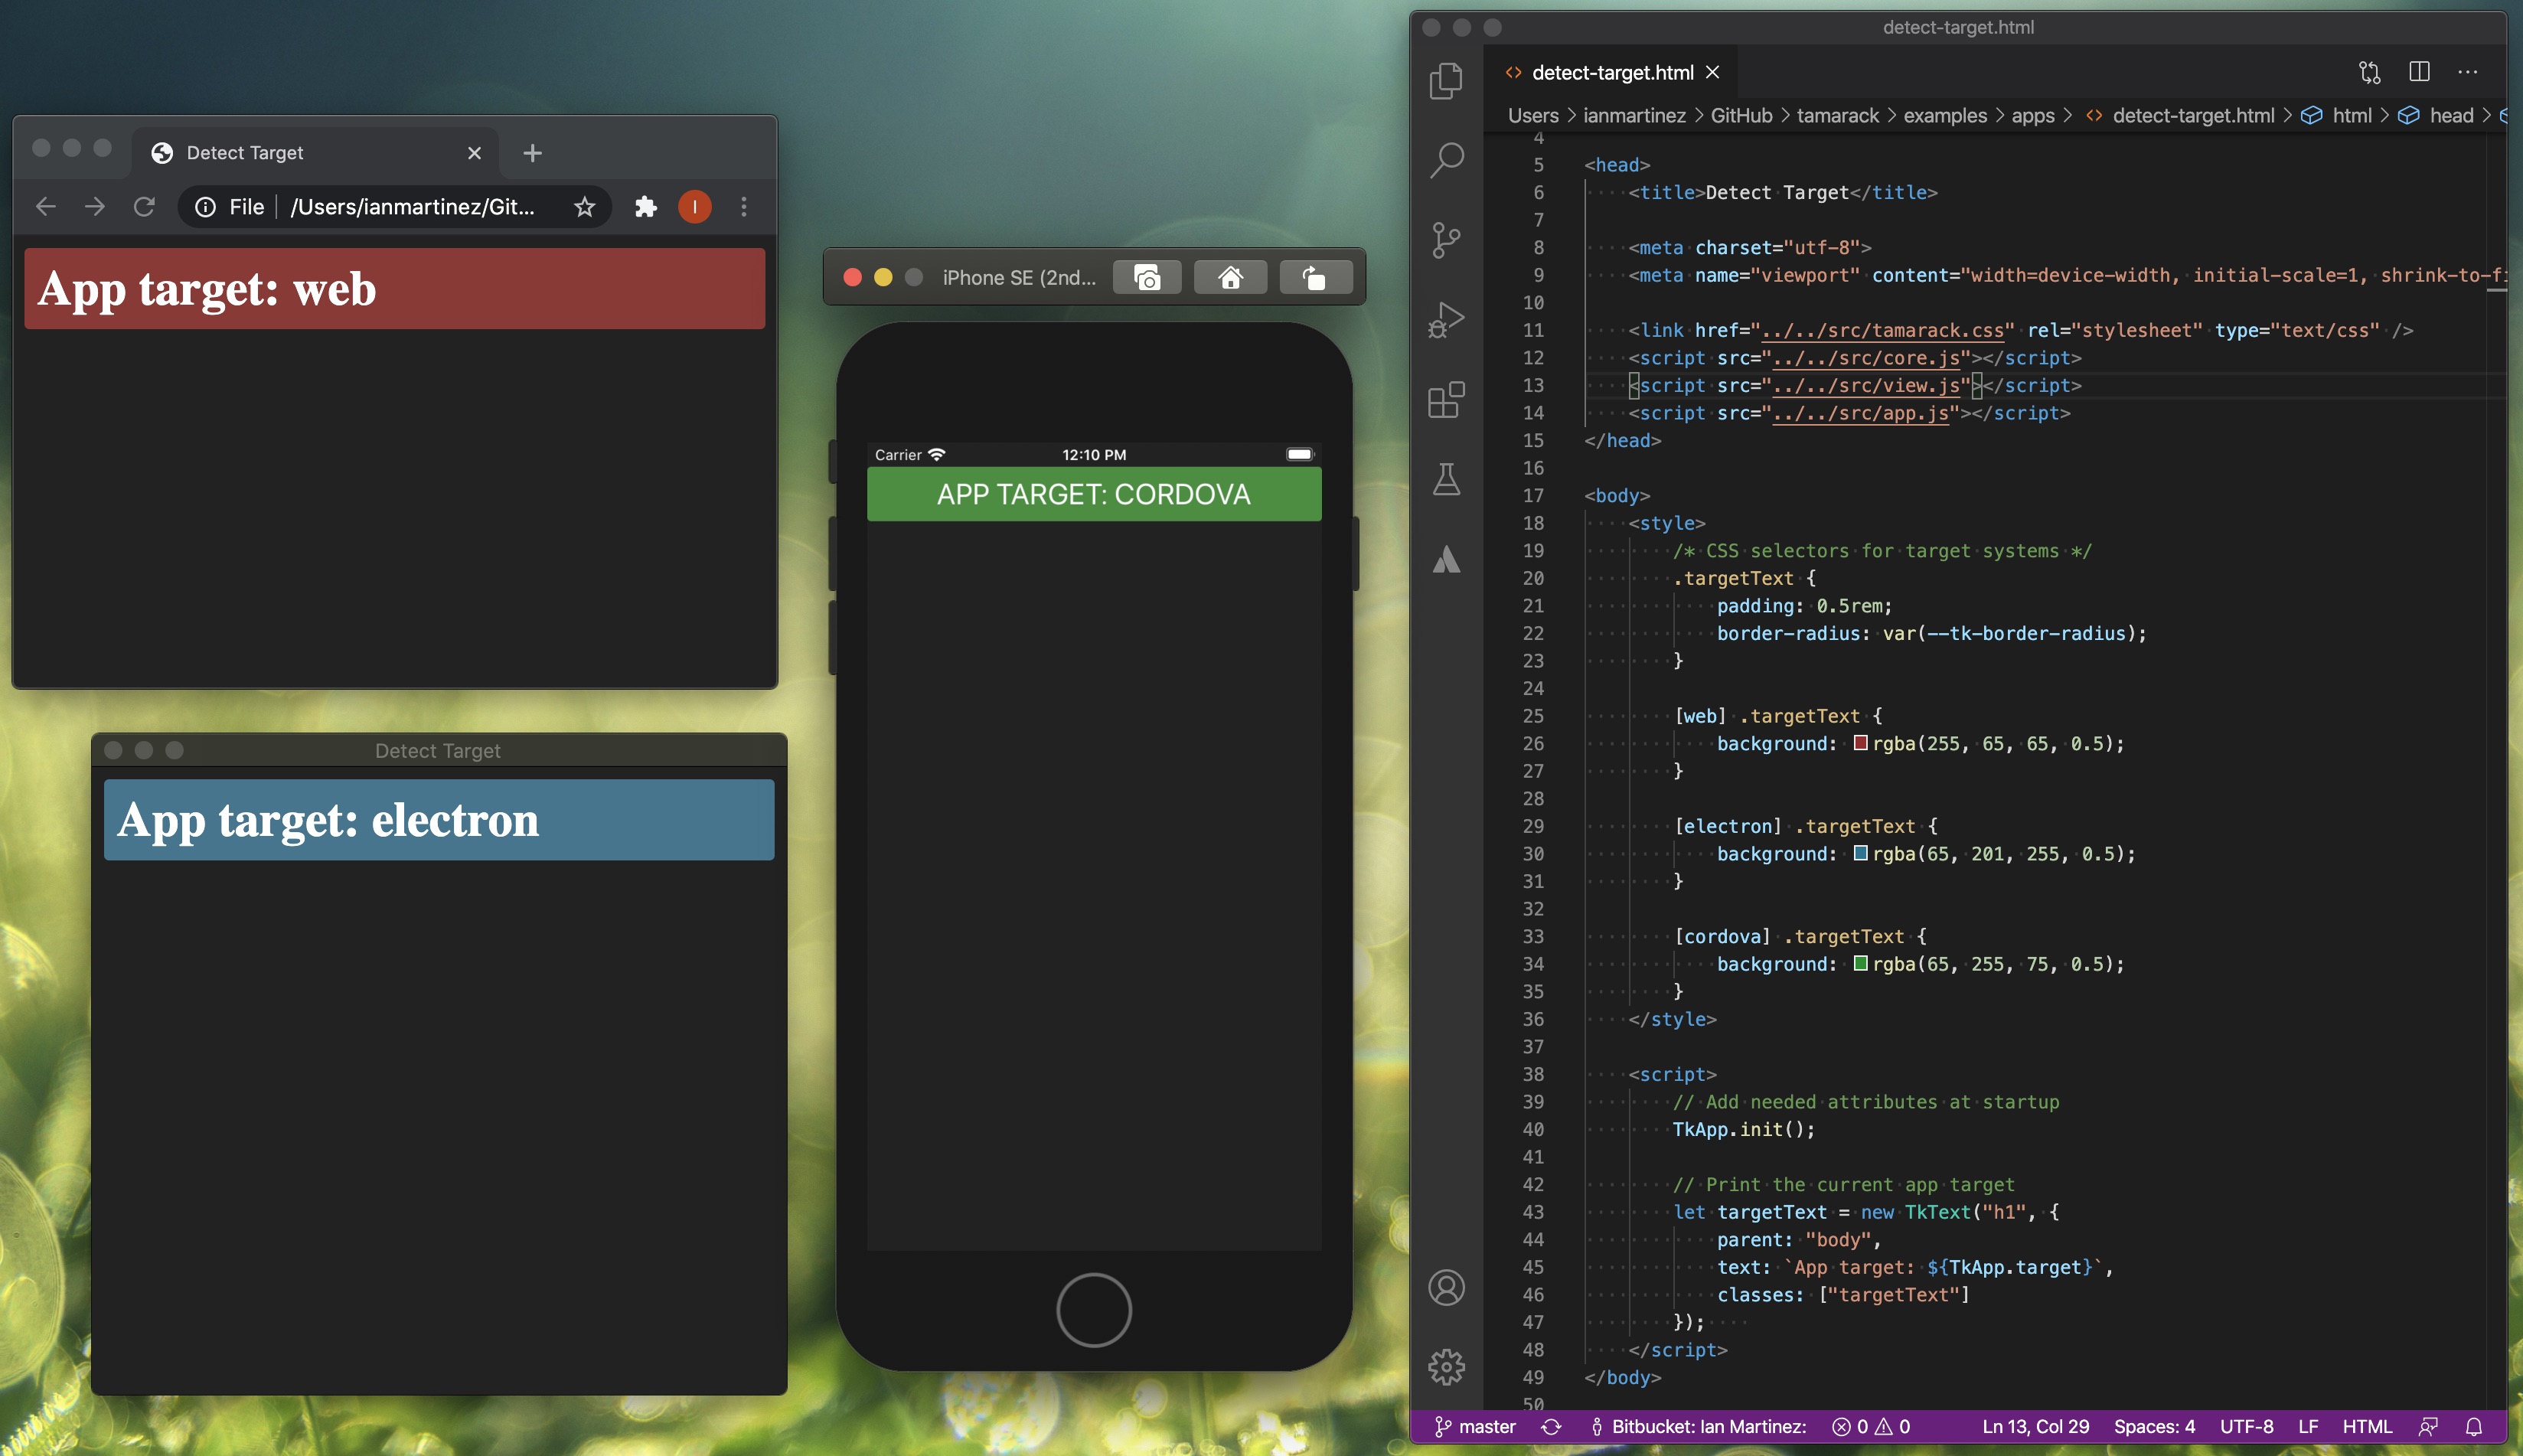 Detect Target
File
/Users/ianmartinez/Git...
I
App target: web
Detect Target
App target: electron
iPhone SE (2nd...
Carrier
12:10 PM
APP TARGET: CORDOVA
detect-target.html
detect-target.html
Users > ianmartinez > GitHub > tamarack > examples > apps > detect-target.html > html > head >
4
5 <head>
6 <title>Detect Target</title>
7
8 <meta charset="utf-8">
9 <meta name="viewport" content="width=device-width, initial-scale=1, shrink-to-fi
10
11 <link href="../../src/tamarack.css" rel="stylesheet" type="text/css" />
12 <script src="../../src/core.js"></script>
13 <script src="../../src/view.js"></script>
14 <script src="../../src/app.js"></script>
15 </head>
16
17 <body>
18 <style>
19 /* CSS selectors for target systems */
20 .targetText {
21 padding: 0.5rem;
22 border-radius: var(--tk-border-radius);
23 }
24
25 [web] .targetText {
26 background: rgba(255, 65, 65, 0.5);
27 }
28
29 [electron] .targetText {
30 background: rgba(65, 201, 255, 0.5);
31 }
32
33 [cordova] .targetText {
34 background: rgba(65, 255, 75, 0.5);
35 }
36 </style>
37
38 <script>
39 // Add needed attributes at startup
40 TkApp.init();
41
42 // Print the current app target
43 let targetText = new TkText("h1", {
44 parent: "body",
45 text: `App target: ${TkApp.target}`,
46 classes: ["targetText"]
47 });
48 </script>
49 </body>
50
master
Bitbucket: Ian Martinez:
0
0
Ln 13, Col 29
Spaces: 4
UTF-8
LF
HTML